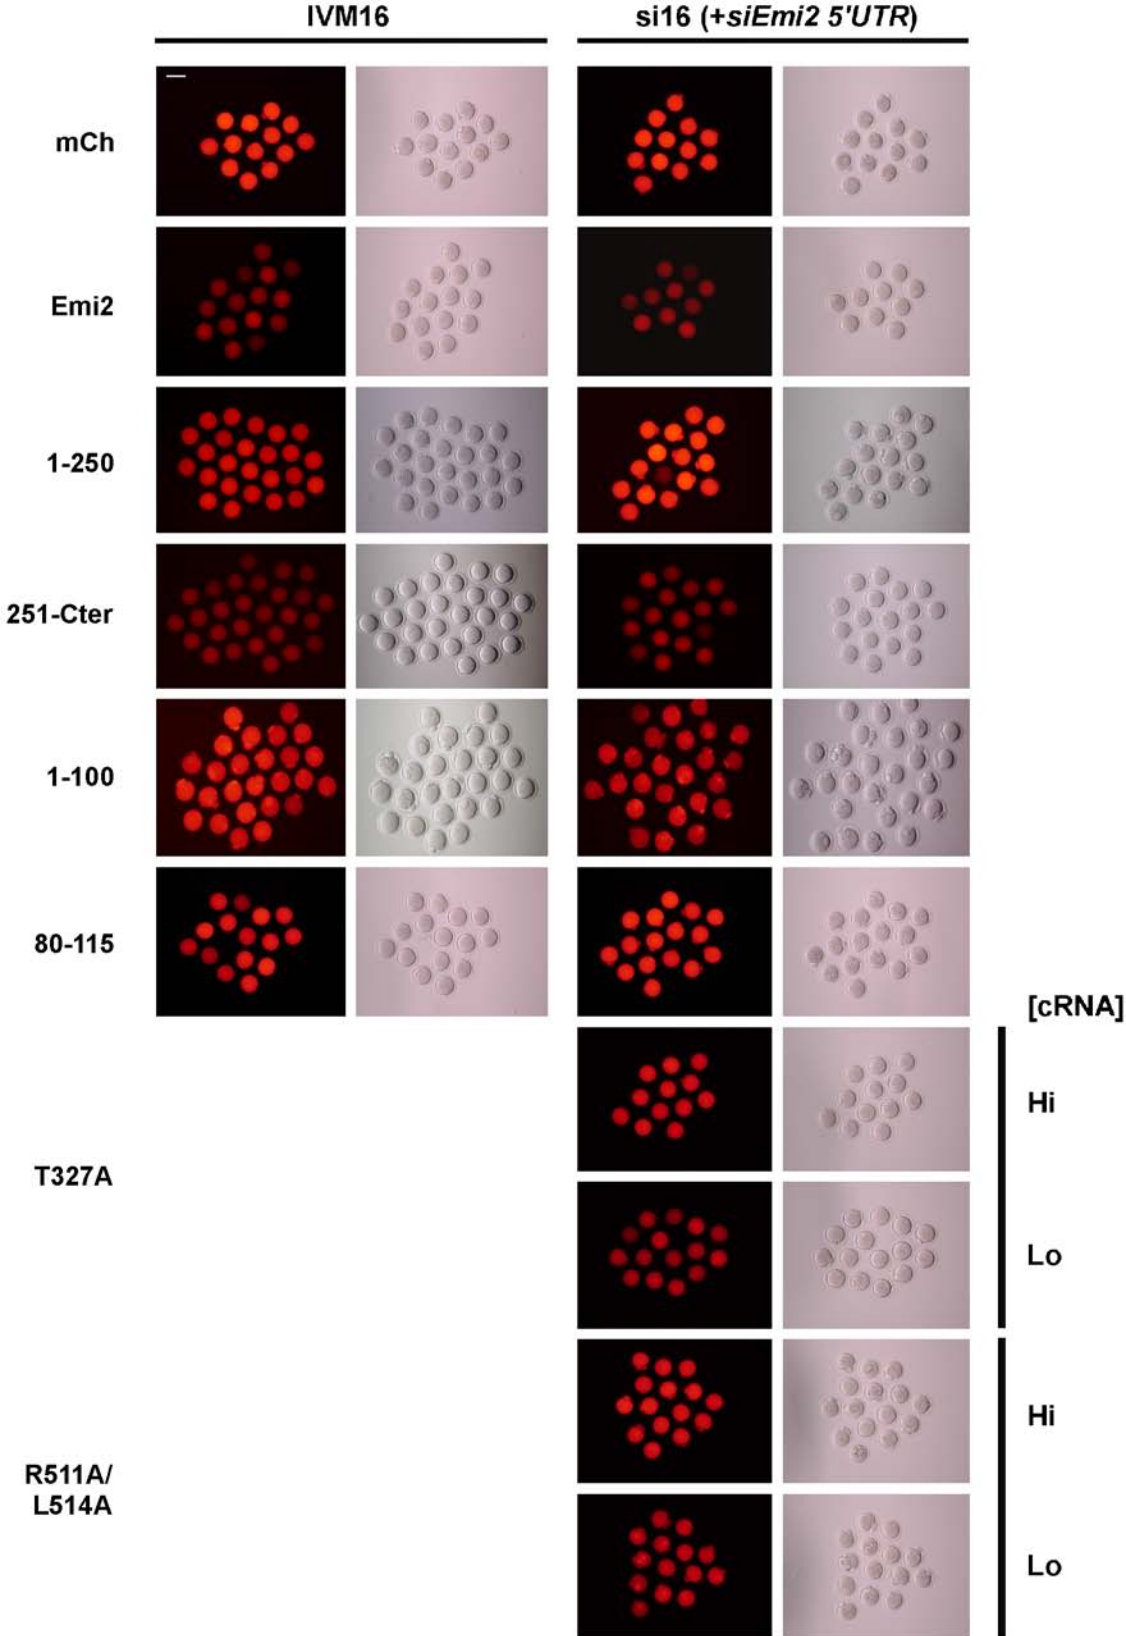 IVM16
si16 (+siEmi2 5'UTR)
mCh
Emi2
1-250
251-Cter
1-100
80-115
[cRNA]
Hi
T327A
Lo
Hi
R511A/
L514A
Lo